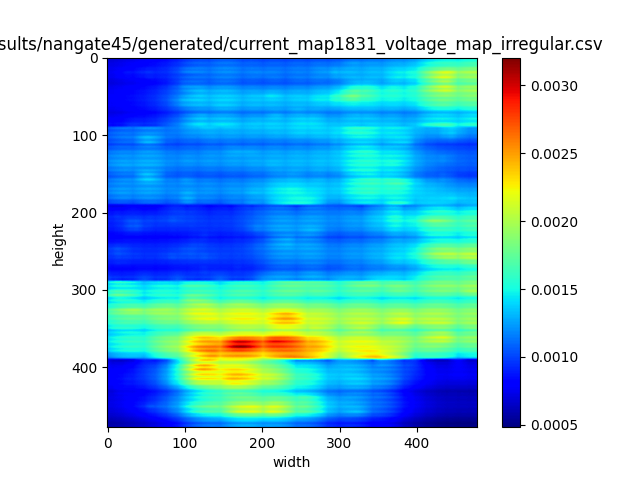 sults/nangate45/generated/current_map1831_voltage_map_irregular.csv
0
100
200
300
400
height
0 100 200 300 400
width
0.0030
0.0025
0.0020
0.0015
0.0010
0.0005